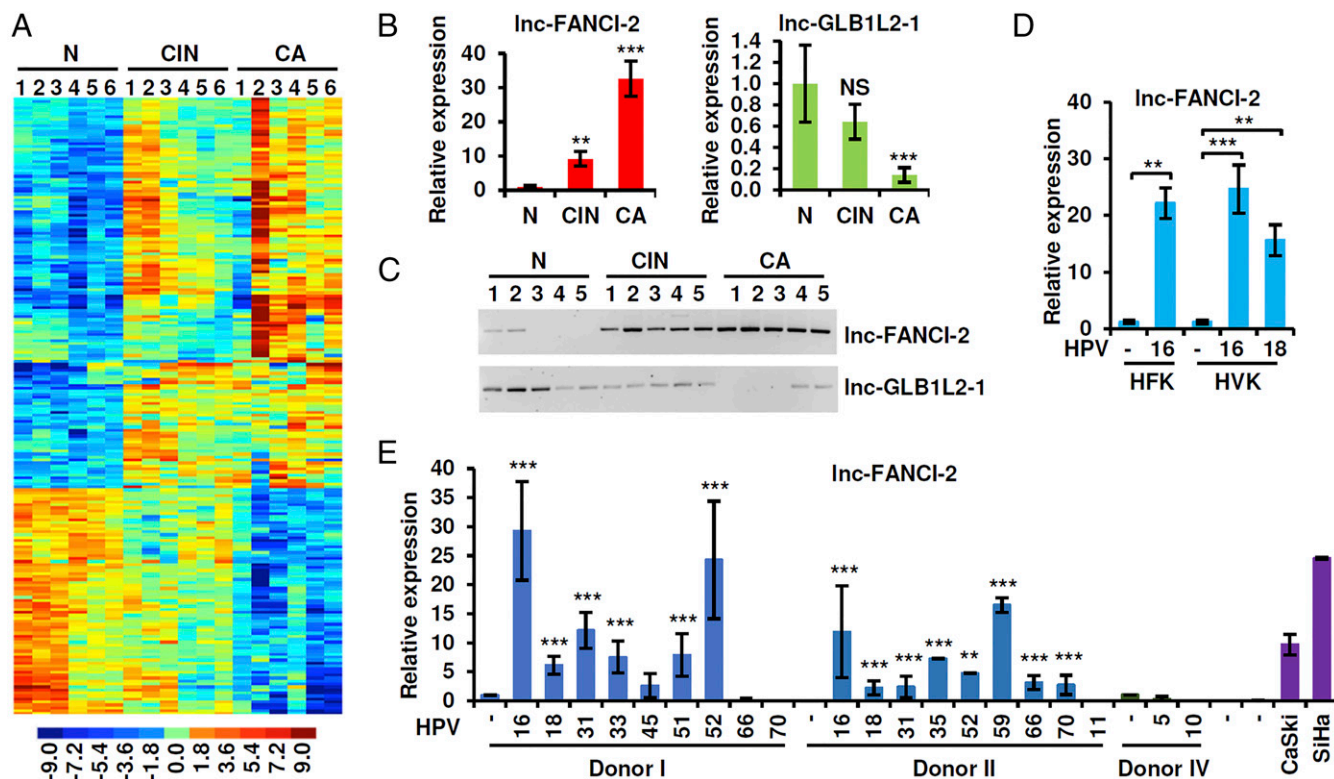 A
N CIN CA
1 2 3 4 5 6 1 2 3 4 5 6 1 2 3 4 5 6
-9.0 -7.2 -5.4 -3.6 -1.8 0.0 1.8 3.6 5.4 7.2 9.0
B
lnc-FANCI-2
Relative expression
40
30
20
10
0
** ***
N CIN CA
lnc-GLB1L2-1
Relative expression
1.4
1.2
1.0
0.8
0.6
0.4
0.2
0.0
NS ***
N CIN CA
C
N CIN CA
1 2 3 4 5 1 2 3 4 5 1 2 3 4 5
lnc-FANCI-2
lnc-GLB1L2-1
D
lnc-FANCI-2
Relative expression
40
30
20
10
0
** *** **
HPV - 16 - 16 18
HFK HVK
E
lnc-FANCI-2
Relative expression
40
35
30
25
20
15
10
5
0
*** *** *** *** *** *** *** *** *** *** ** *** *** ***
HPV - 16 18 31 33 45 51 52 66 70 - 16 18 31 35 52 59 66 70 11 - 5 10 - - CaSki SiHa
Donor I Donor II Donor IV